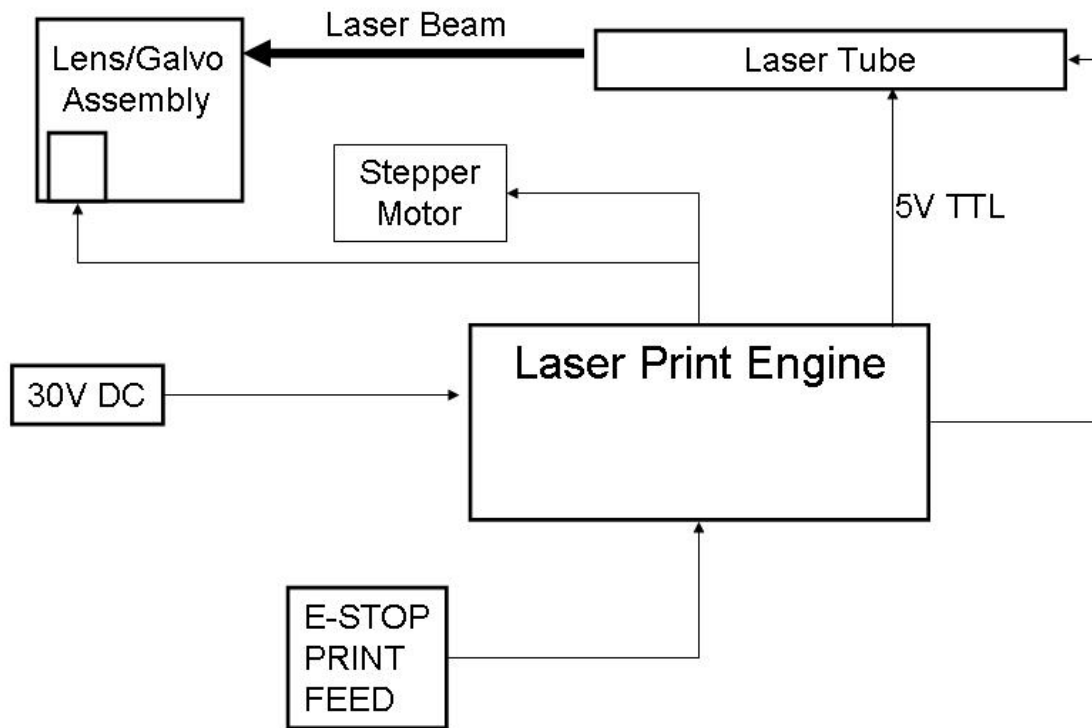 Laser Beam
Lens/Galvo
Assembly
Laser Tube
Stepper
Motor
5V TTL
Laser Print Engine
30V DC
E-STOP
PRINT
FEED